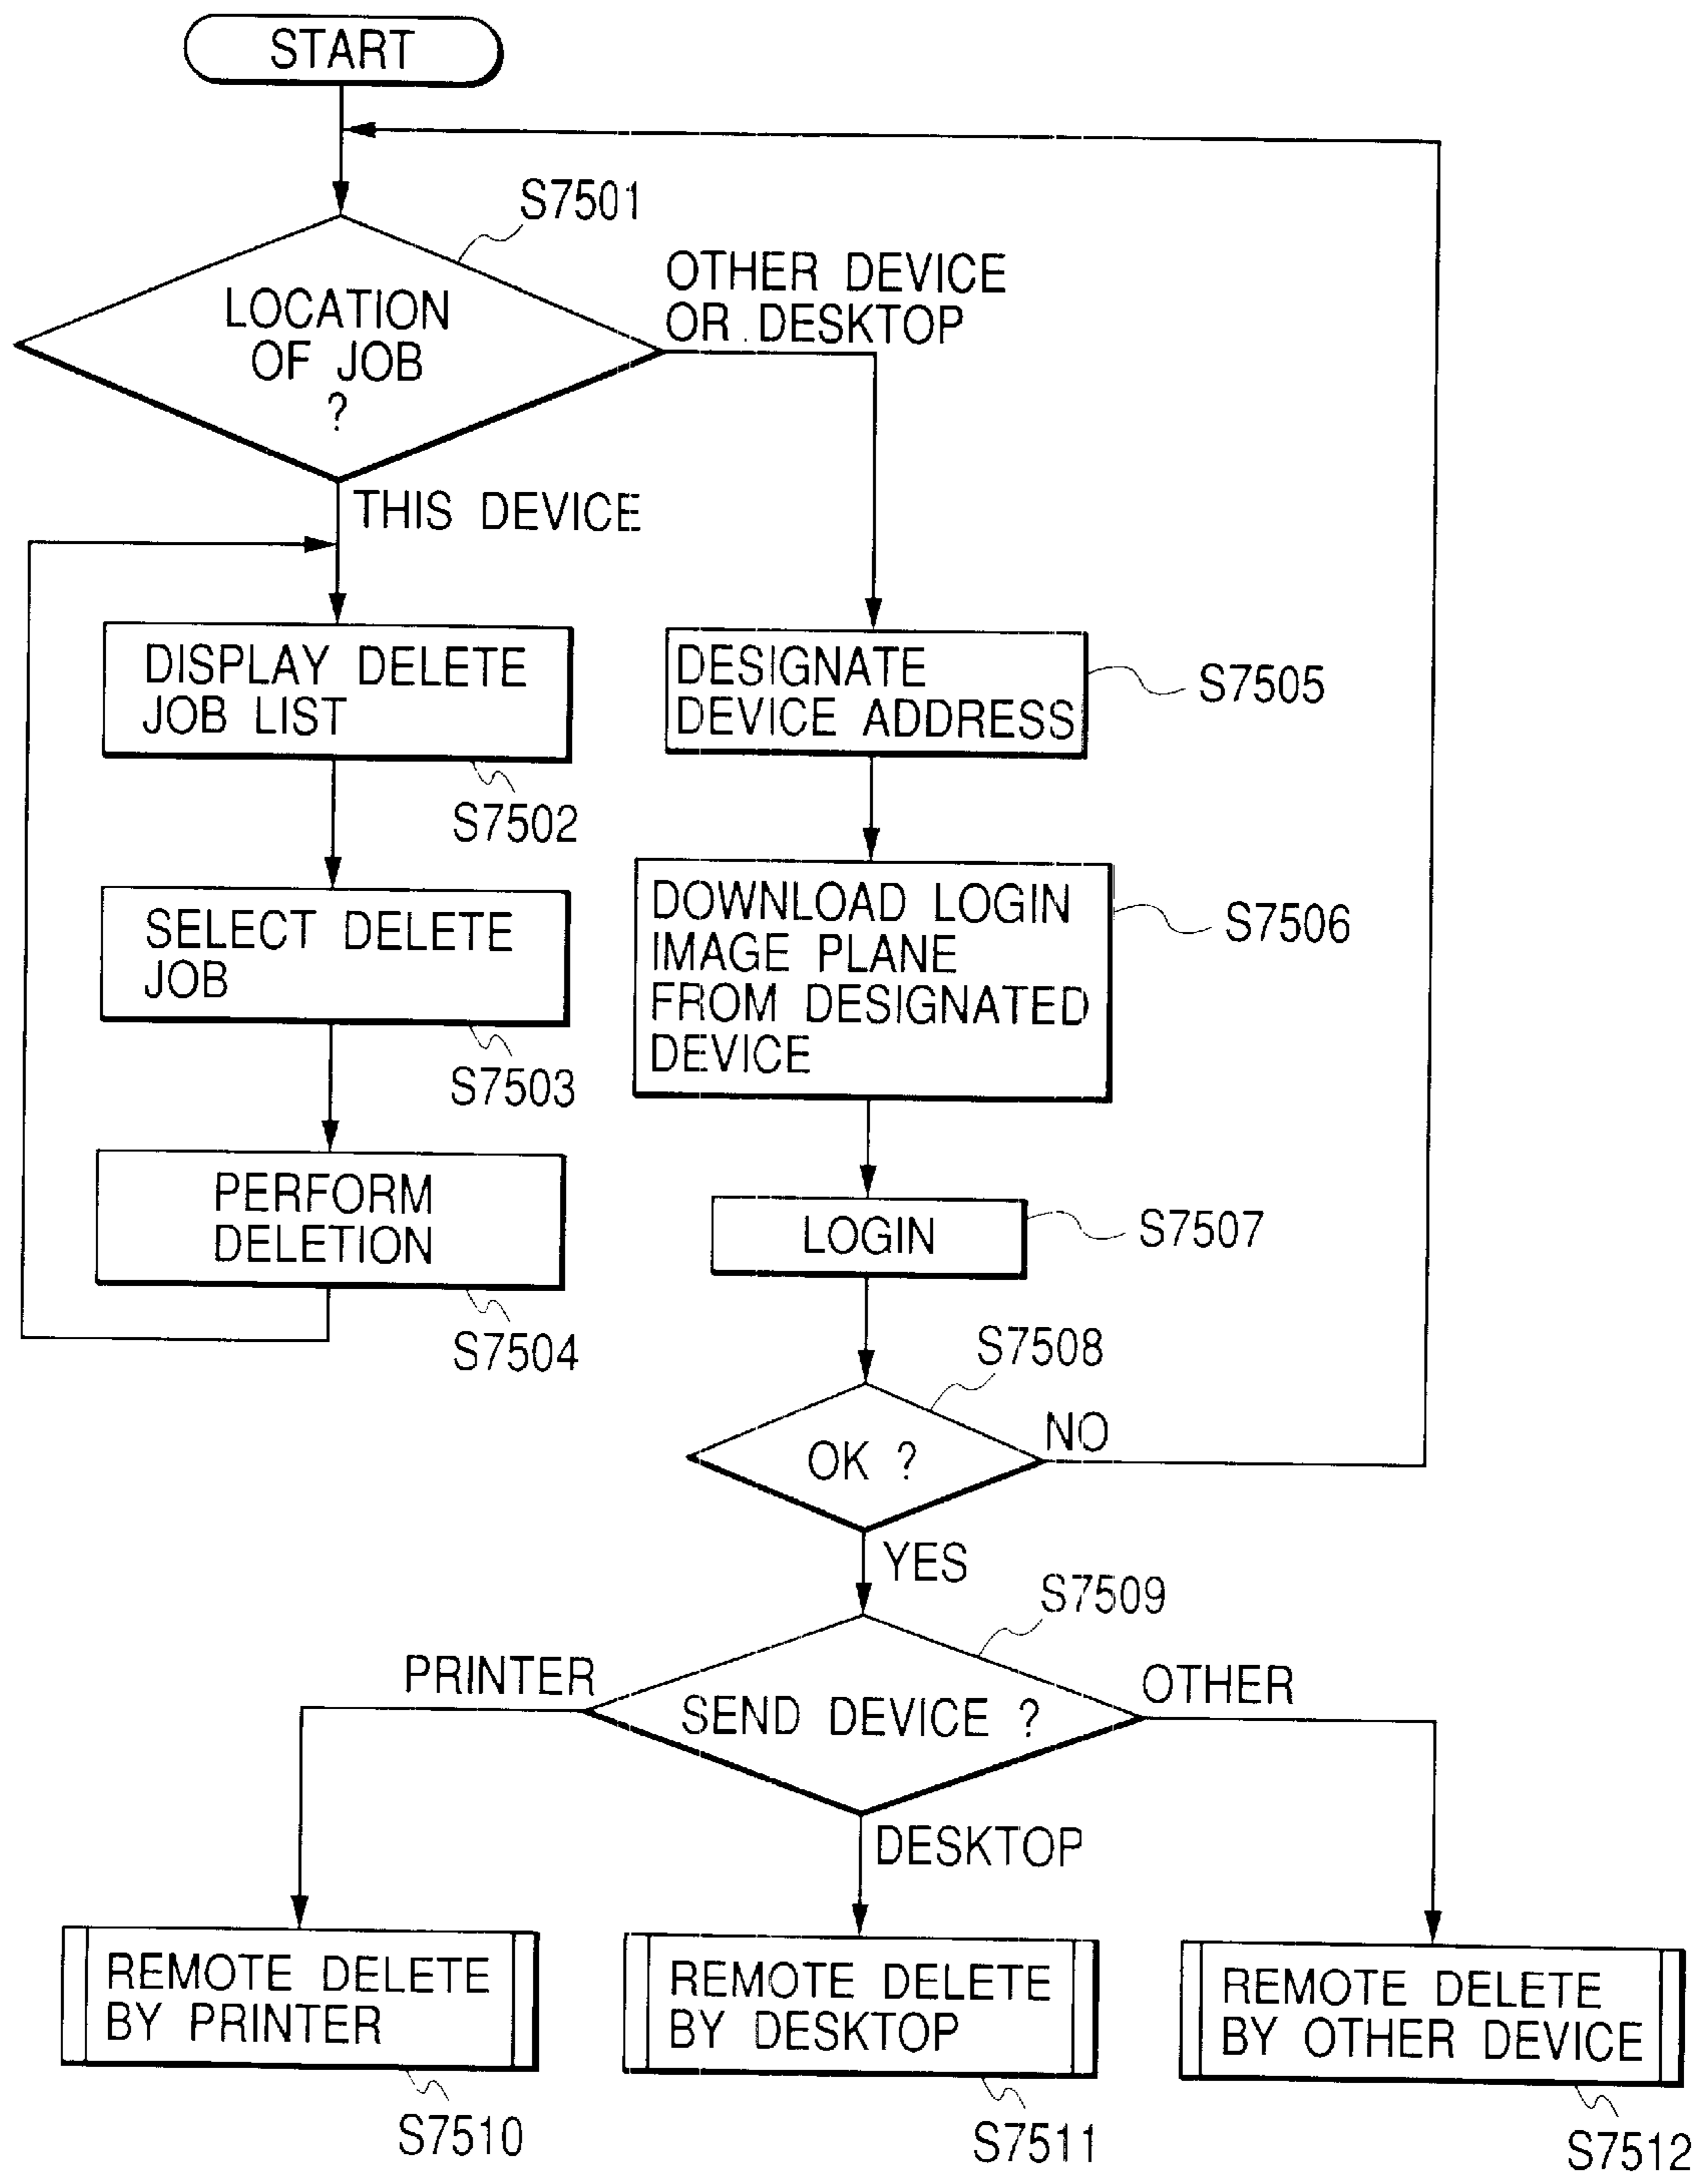 START
S7501
LOCATION
OF JOB
?
OTHER DEVICE
OR DESKTOP
THIS DEVICE
DISPLAY DELETE
JOB LIST
S7502
SELECT DELETE
JOB
S7503
PERFORM
DELETION
S7504
DESIGNATE
DEVICE ADDRESS
S7505
DOWNLOAD LOGIN
IMAGE PLANE
FROM DESIGNATED
DEVICE
S7506
LOGIN
S7507
S7508
OK ?
NO
YES
S7509
SEND DEVICE ?
PRINTER
DESKTOP
OTHER
REMOTE DELETE
BY PRINTER
S7510
REMOTE DELETE
BY DESKTOP
S7511
REMOTE DELETE
BY OTHER DEVICE
S7512